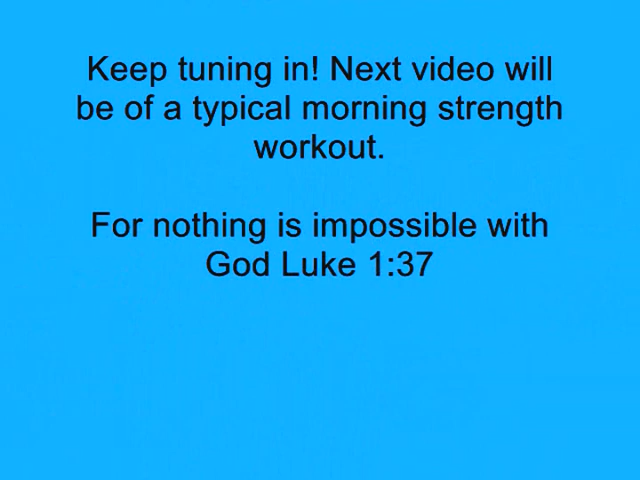 Keep tuning in! Next video will
be of a typical morning strength
workout.
For nothing is impossible with
God Luke 1:37